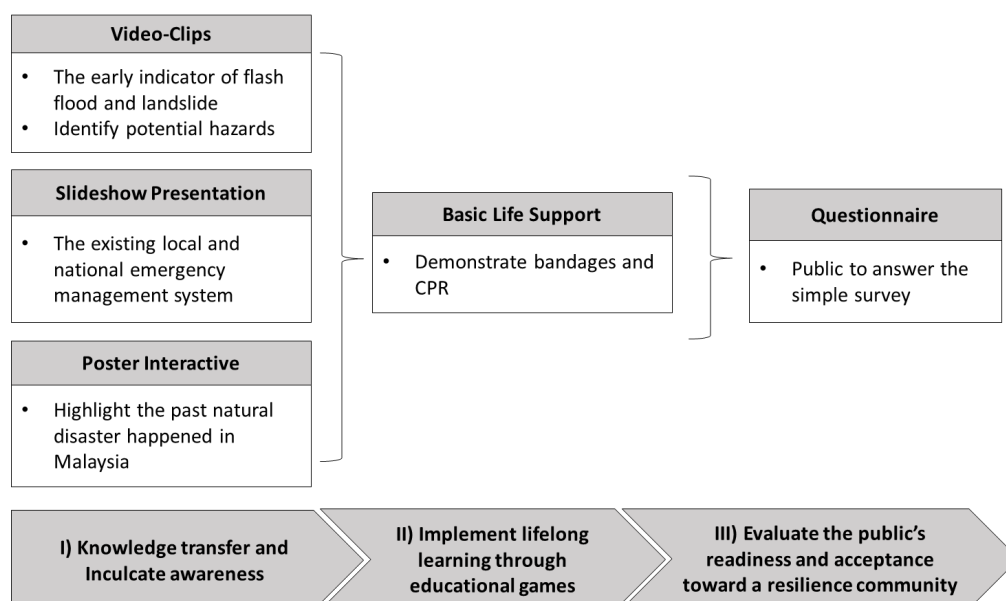 Video-Clips
• The early indicator of flash
flood and landslide
• Identify potential hazards
Slideshow Presentation
• The existing local and
national emergency
management system
Poster Interactive
• Highlight the past natural
disaster happened in
Malaysia
Basic Life Support
• Demonstrate bandages and
CPR
Questionnaire
• Public to answer the
simple survey
I) Knowledge transfer and
Inculcate awareness
II) Implement lifelong
learning through
educational games
III) Evaluate the public’s
readiness and acceptance
toward a resilience community